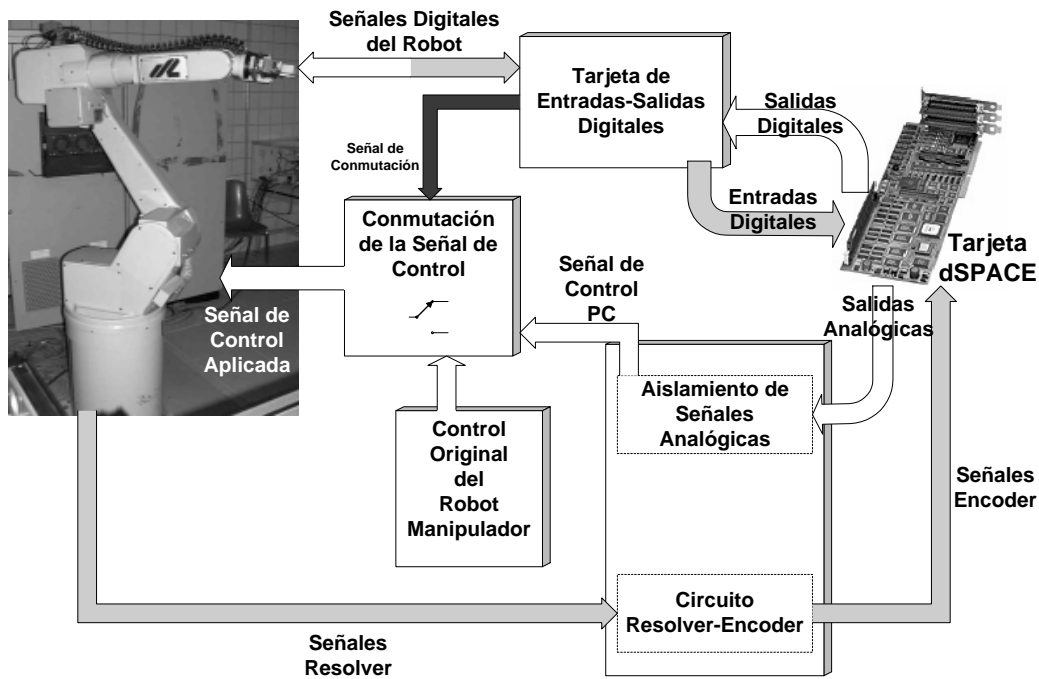 Señales Digitales
del Robot
Tarjeta de
Entradas-Salidas
Digitales
Salidas
Digitales
Señal de
Conmutación
Entradas
Digitales
Tarjeta
dSPACE
Conmutación
de la Señal de
Control
Señal de
Control
PC
Salidas
Analógicas
Señal de
Control
Aplicada
Aislamiento de
Señales
Analógicas
Control
Original
del
Robot
Manipulador
Señales
Encoder
Circuito
Resolver-Encoder
Señales
Resolver